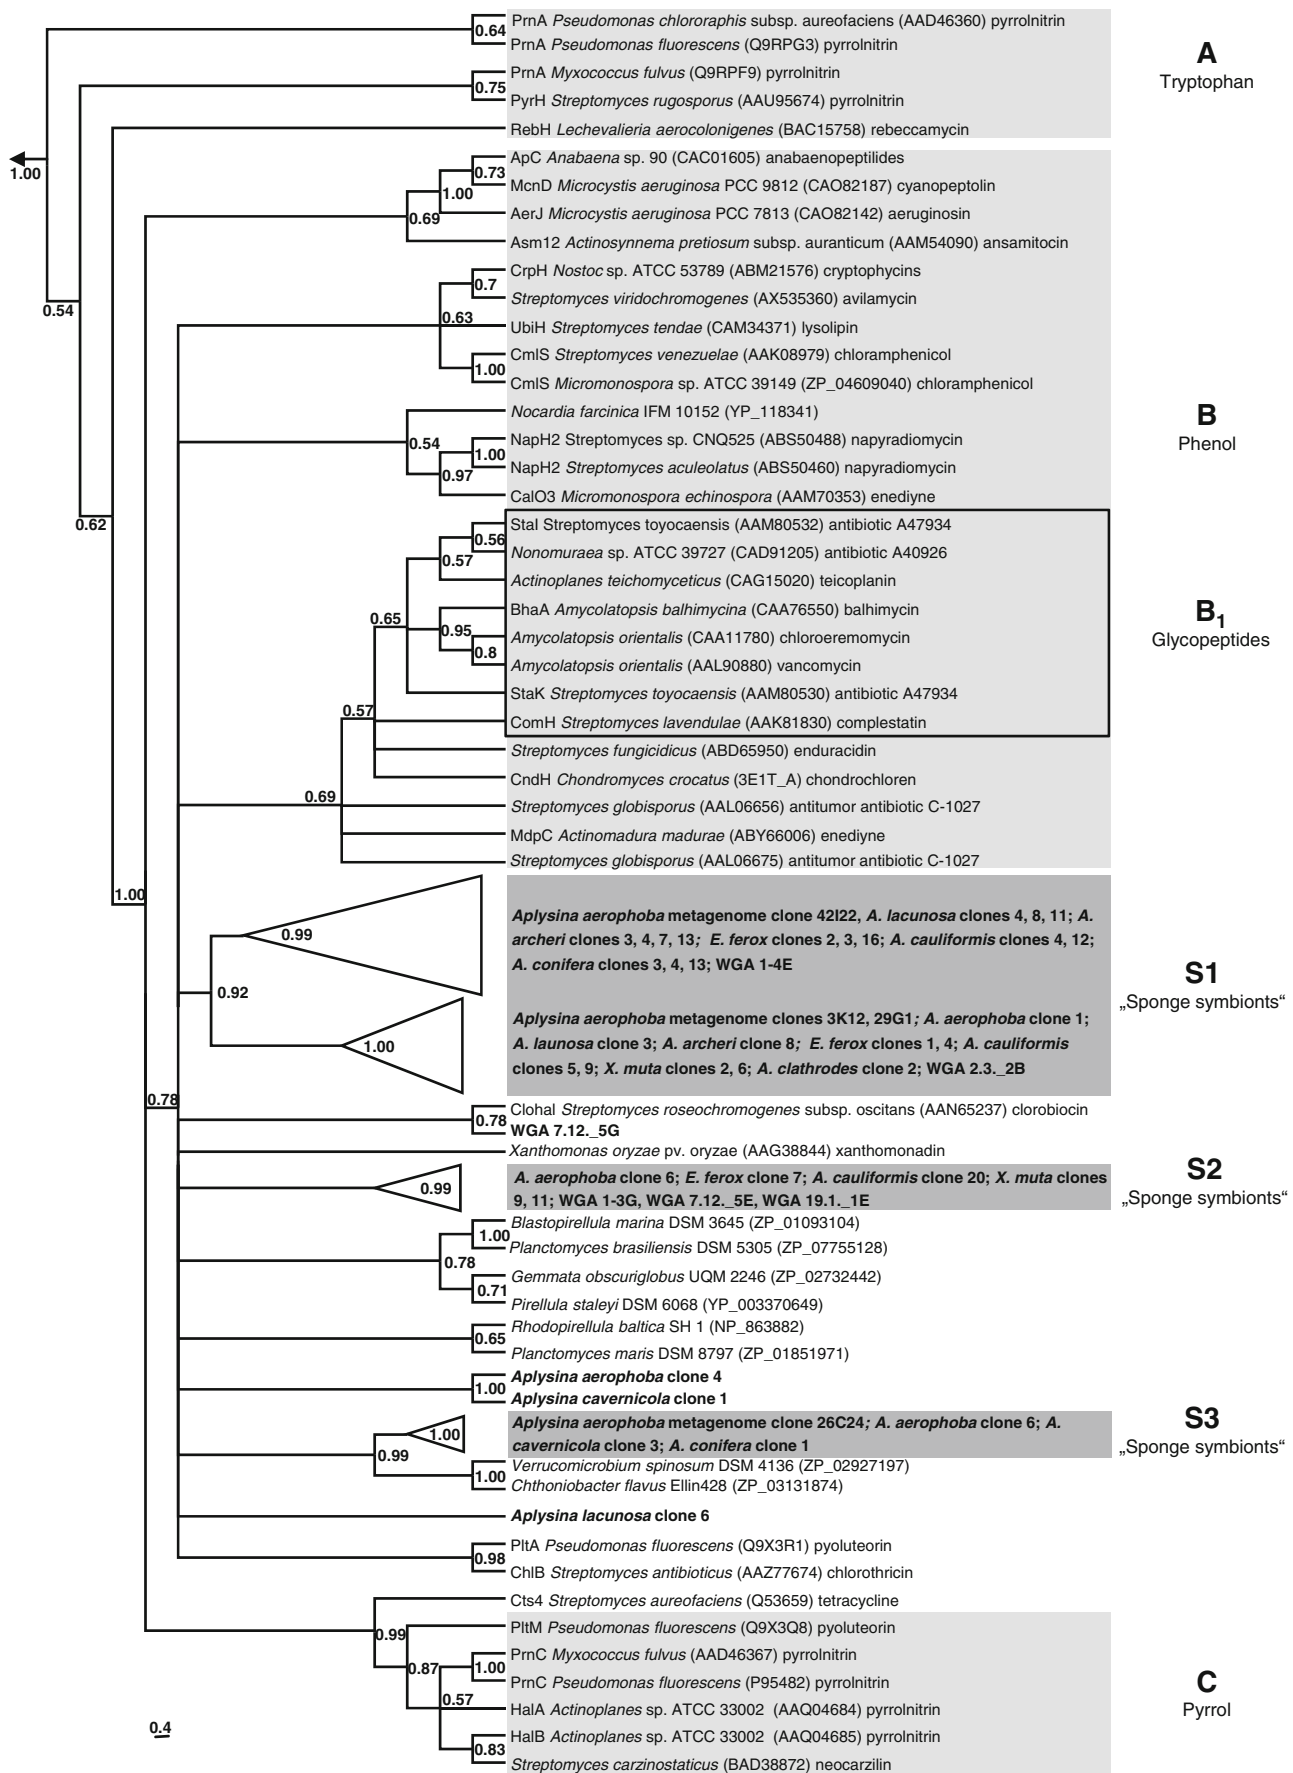 PrnA Pseudomonas chlororaphis subsp. aureofaciens (AAD46360) pyrrolnitrin
0.64
PrnA Pseudomonas fluorescens (Q9RPG3) pyrrolnitrin
A
Tryptophan
PrnA Myxococcus fulvus (Q9RPF9) pyrrolnitrin
0.75
PyrH Streptomyces rugosporus (AAU95674) pyrrolnitrin
RebH Lechevalieria aerocolonigenes (BAC15758) rebeccamycin
1.00
ApC Anabaena sp. 90 (CAC01605) anabaenopeptilides
0.73
McnD Microcystis aeruginosa PCC 9812 (CAO82187) cyanopeptolin
1.00
AerJ Microcystis aeruginosa PCC 7813 (CAO82142) aeruginosin
0.69
Asm12 Actinosynnema pretiosum subsp. auranticum (AAM54090) ansamitocin
CrpH Nostoc sp. ATCC 53789 (ABM21576) cryptophycins
0.7
Streptomyces viridochromogenes (AX535360) avilamycin
0.54
0.63
UbiH Streptomyces tendae (CAM34371) lysolipin
CmlS Streptomyces venezuelae (AAK08979) chloramphenicol
1.00
CmlS Micromonospora sp. ATCC 39149 (ZP_04609040) chloramphenicol
Nocardia farcinica IFM 10152 (YP_118341)
B
Phenol
0.54
NapH2 Streptomyces sp. CNQ525 (ABS50488) napyradiomycin
1.00
NapH2 Streptomyces aculeolatus (ABS50460) napyradiomycin
0.97
CalO3 Micromonospora echinospora (AAM70353) enediyne
0.62
StaI Streptomyces toyocaensis (AAM80532) antibiotic A47934
0.56
Nonomuraea sp. ATCC 39727 (CAD91205) antibiotic A40926
0.57
Actinoplanes teichomyceticus (CAG15020) teicoplanin
0.65
BhaA Amycolatopsis balhimycina (CAA76550) balhimycin
B1
Glycopeptides
0.95
Amycolatopsis orientalis (CAA11780) chloroeremomycin
0.8
Amycolatopsis orientalis (AAL90880) vancomycin
StaK Streptomyces toyocaensis (AAM80530) antibiotic A47934
0.57
ComH Streptomyces lavendulae (AAK81830) complestatin
Streptomyces fungicidicus (ABD65950) enduracidin
CndH Chondromyces crocatus (3E1T_A) chondrochloren
0.69
Streptomyces globisporus (AAL06656) antitumor antibiotic C-1027
MdpC Actinomadura madurae (ABY66006) enediyne
Streptomyces globisporus (AAL06675) antitumor antibiotic C-1027
1.00
Aplysina aerophoba metagenome clone 42I22, A. lacunosa clones 4, 8, 11; A.
archeri clones 3, 4, 7, 13; E. ferox clones 2, 3, 16; A. cauliformis clones 4, 12;
A. conifera clones 3, 4, 13; WGA 1-4E
0.99
S1
„Sponge symbionts“
0.92
Aplysina aerophoba metagenome clones 3K12, 29G1; A. aerophoba clone 1;
A. launosa clone 3; A. archeri clone 8; E. ferox clones 1, 4; A. cauliformis
clones 5, 9; X. muta clones 2, 6; A. clathrodes clone 2; WGA 2.3._2B
1.00
0.78
Clohal Streptomyces roseochromogenes subsp. oscitans (AAN65237) clorobiocin
0.78
WGA 7.12._5G
Xanthomonas oryzae pv. oryzae (AAG38844) xanthomonadin
A. aerophoba clone 6; E. ferox clone 7; A. cauliformis clone 20; X. muta clones
9, 11; WGA 1-3G, WGA 7.12._5E, WGA 19.1._1E
0.99
S2
„Sponge symbionts“
Blastopirellula marina DSM 3645 (ZP_01093104)
1.00
Planctomyces brasiliensis DSM 5305 (ZP_07755128)
0.78
Gemmata obscuriglobus UQM 2246 (ZP_02732442)
0.71
Pirellula staleyi DSM 6068 (YP_003370649)
Rhodopirellula baltica SH 1 (NP_863882)
0.65
Planctomyces maris DSM 8797 (ZP_01851971)
Aplysina aerophoba clone 4
1.00
Aplysina cavernicola clone 1
Aplysina aerophoba metagenome clone 26C24; A. aerophoba clone 6; A.
cavernicola clone 3; A. conifera clone 1
1.00
S3
„Sponge symbionts“
0.99
Verrucomicrobium spinosum DSM 4136 (ZP_02927197)
1.00
Chthoniobacter flavus Ellin428 (ZP_03131874)
Aplysina lacunosa clone 6
PltA Pseudomonas fluorescens (Q9X3R1) pyoluteorin
0.98
ChlB Streptomyces antibioticus (AAZ77674) chlorothricin
Cts4 Streptomyces aureofaciens (Q53659) tetracycline
0.99
PltM Pseudomonas fluorescens (Q9X3Q8) pyoluteorin
PrnC Myxococcus fulvus (AAD46367) pyrrolnitrin
0.87
1.00
PrnC Pseudomonas fluorescens (P95482) pyrrolnitrin
C
Pyrrol
0.57
HalA Actinoplanes sp. ATCC 33002 (AAQ04684) pyrrolnitrin
0.4
HalB Actinoplanes sp. ATCC 33002 (AAQ04685) pyrrolnitrin
0.83
Streptomyces carzinostaticus (BAD38872) neocarzilin